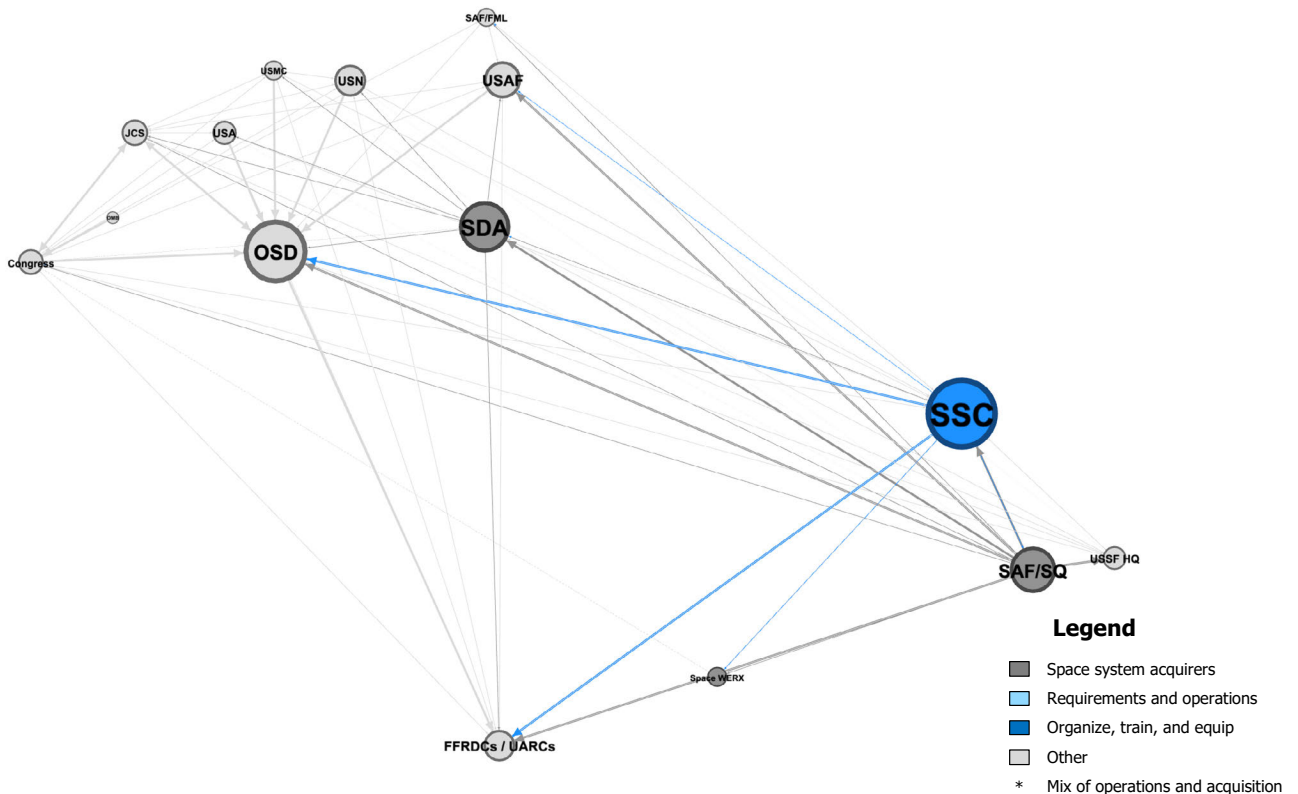 SAF/FML
USMC
USN
USAF
JCS
USA
OMB
SDA
OSD
Congress
SSC
USSF HQ
SAF/SQ
Space WERX
FFRDCs / UARCs
Legend
Space system acquirers
Requirements and operations
Organize, train, and equip
Other
* Mix of operations and acquisition